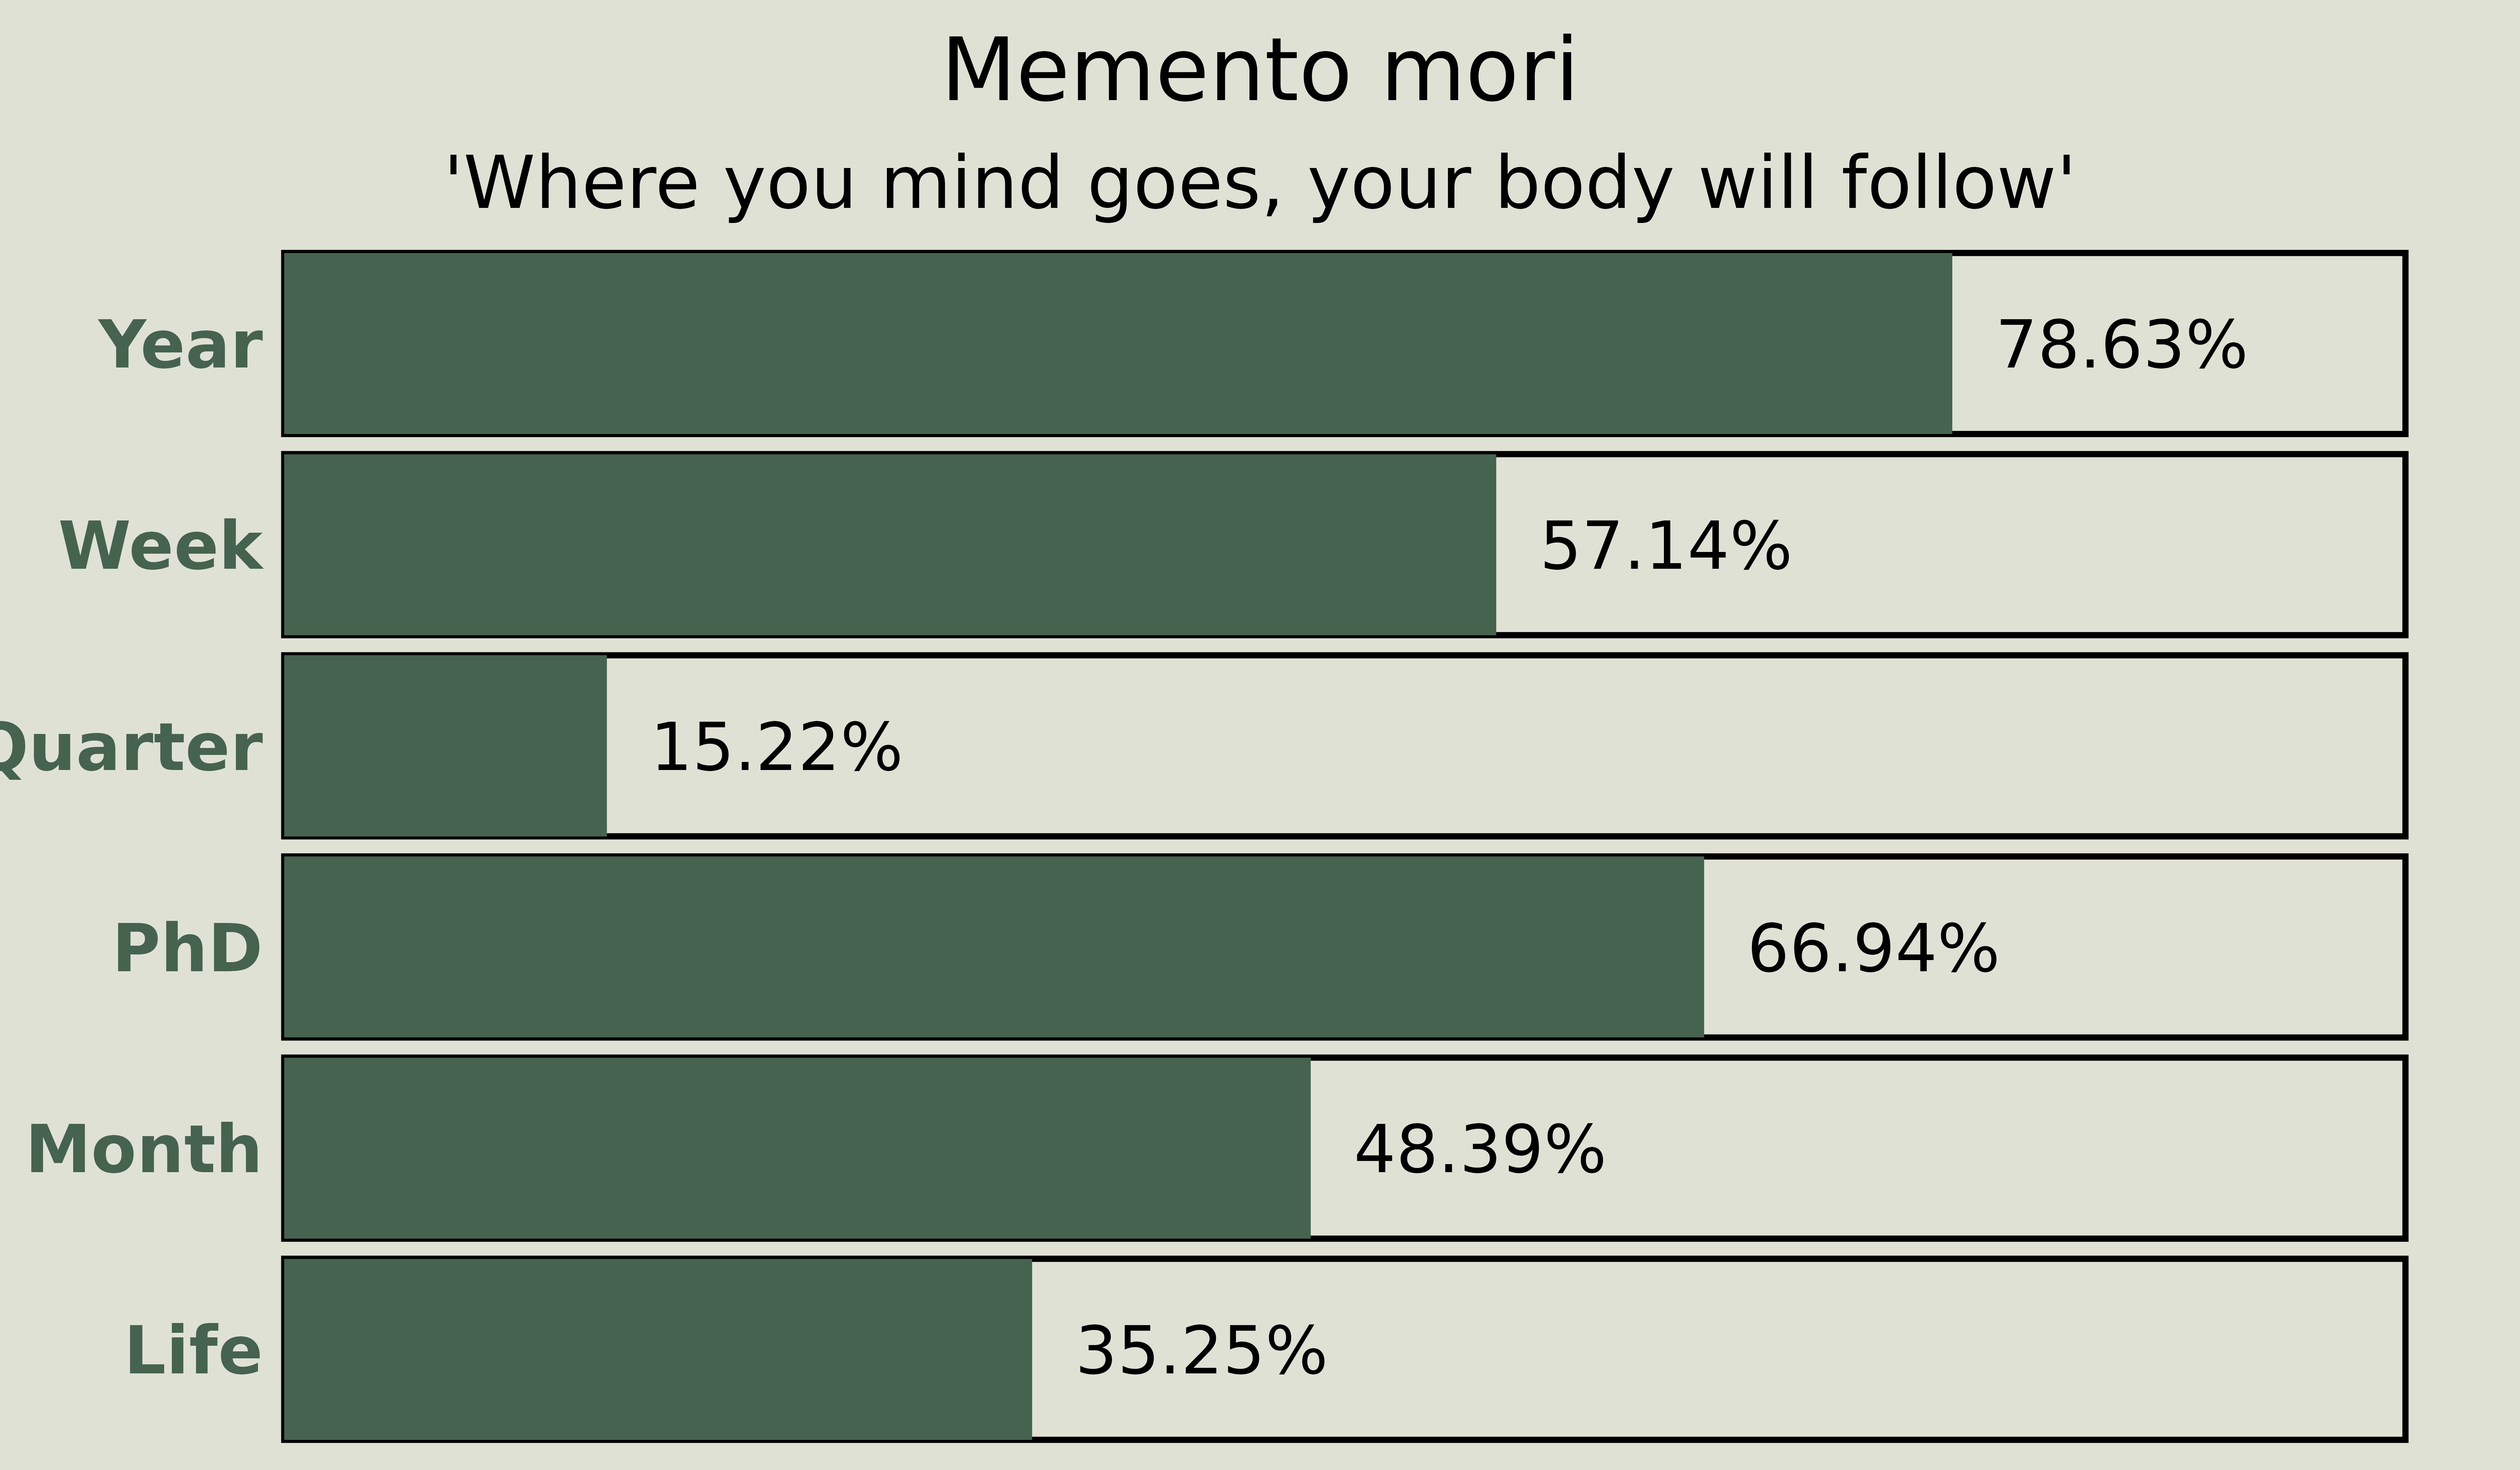 Memento mori
'Where you mind goes, your body will follow'
Year 78.63%
Week 57.14%
Quarter 15.22%
PhD 66.94%
Month 48.39%
Life 35.25%